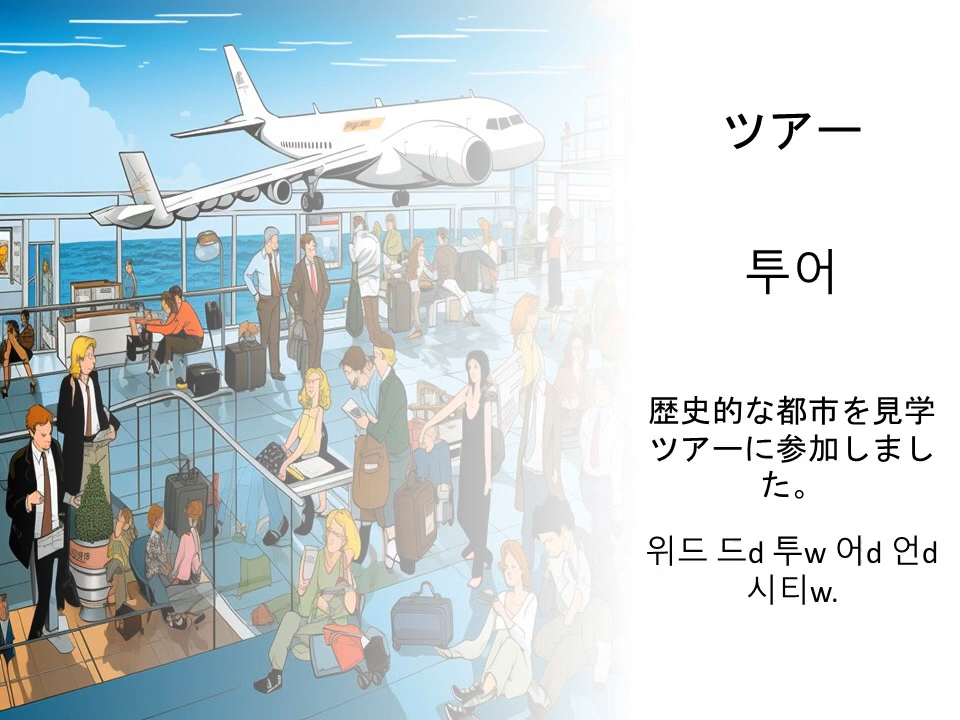 ツアー
투어
歴史的な都市を見学
ツアーに参加しまし
た。
위드 드d 투w 어d 언d
시티w.